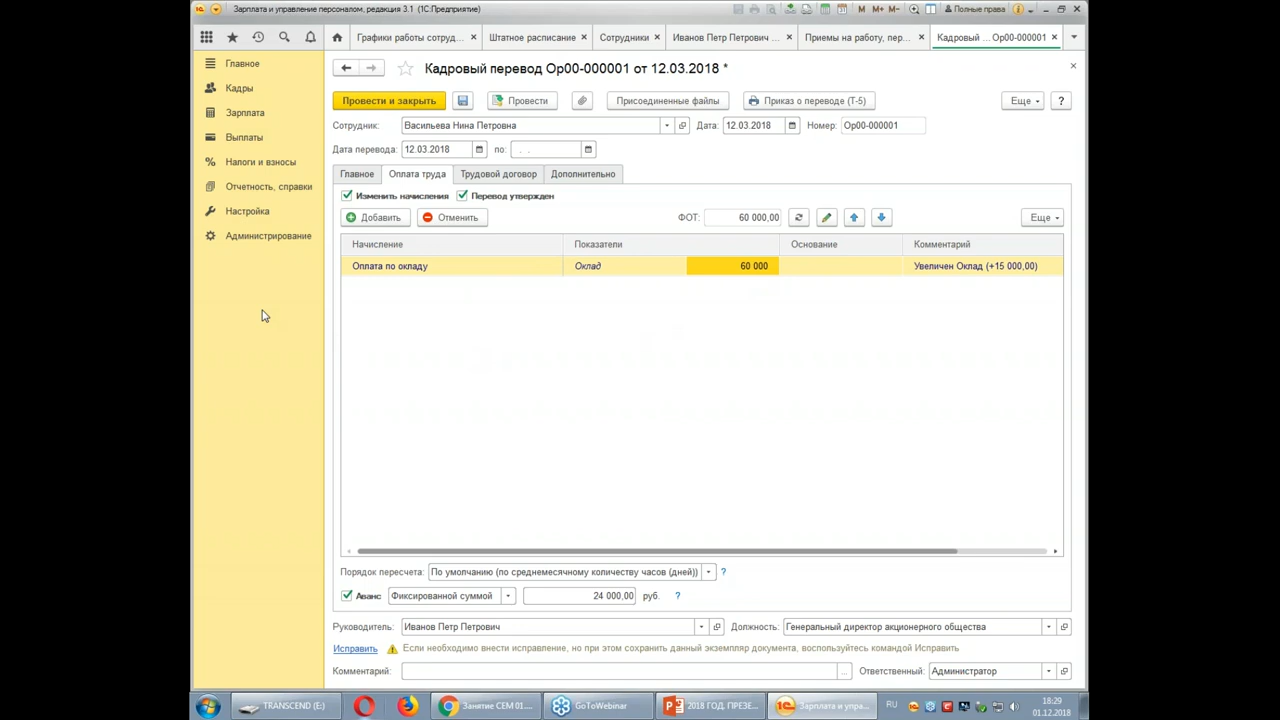 Зарплата и управление персоналом, редакция 3.1 (1С:Предприятие)
M M+ M- Полные права
Графики работы сотруд... × Штатное расписание × Сотрудники × Иванов Петр Петрович ... × Приемы на работу, пер... × Кадровый ... Ор00-000001 ×
Главное
Кадры
Зарплата
Выплаты
Налоги и взносы
Отчетность, справки
Настройка
Администрирование
Кадровый перевод Ор00-000001 от 12.03.2018 *
Провести и закрыть Провести Присоединенные файлы Приказ о переводе (Т-5) Еще ?
Сотрудник: Васильева Нина Петровна Дата: 12.03.2018 Номер: Ор00-000001
Дата перевода: 12.03.2018 по: . .
Главное Оплата труда Трудовой договор Дополнительно
Изменить начисления Перевод утвержден
Добавить Отменить ФОТ: 60 000,00 Еще
Начисление Показатели Основание Комментарий
Оплата по окладу Оклад 60 000 Увеличен Оклад (+15 000,00)
Порядок пересчета: По умолчанию (по среднемесячному количеству часов (дней)) ?
Аванс Фиксированной суммой 24 000,00 руб. ?
Руководитель: Иванов Петр Петрович Должность: Генеральный директор акционерного общества
Исправить Если необходимо внести исправление, но при этом сохранить данный экземпляр документа, воспользуйтесь командой Исправить
Комментарий: ... Ответственный: Администратор
TRANSCEND (E:) Занятие СЕМ 01.... GoToWebinar 2018 ГОД. ПРЕЗЕ... Зарплата и упра... RU 18:29
01.12.2018